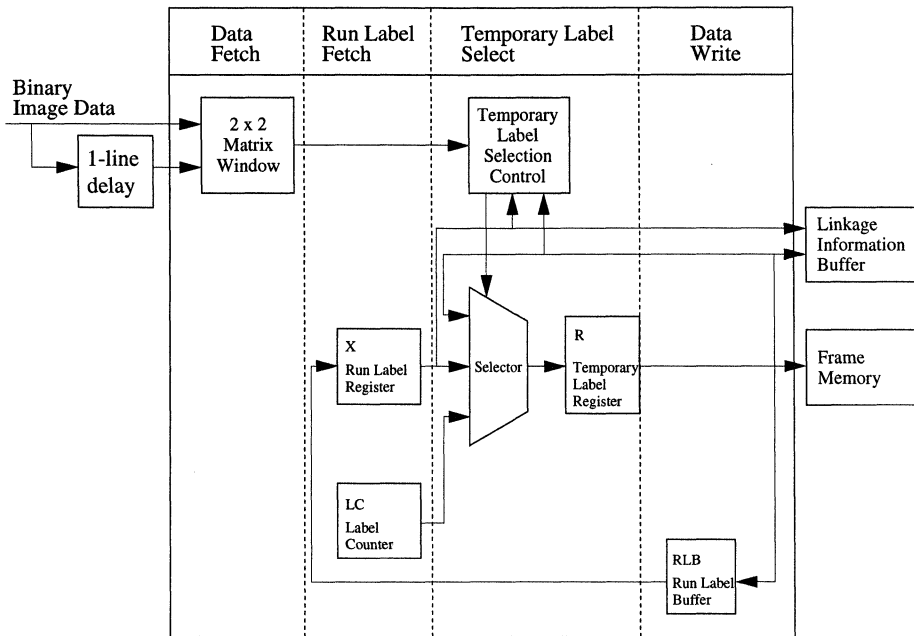 Data
Fetch
Run Label
Fetch
Temporary Label
Select
Data
Write
Binary
Image Data
1-line
delay
2 x 2
Matrix
Window
Temporary
Label
Selection
Control
Linkage
Information
Buffer
X
Run Label
Register
Selector
R
Temporary
Label
Register
Frame
Memory
LC
Label
Counter
RLB
Run Label
Buffer